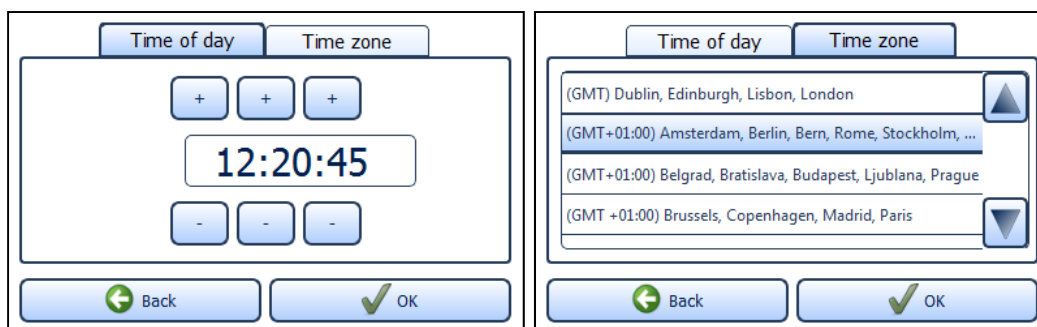 Time of day Time zone
+ + +
12:20:45
- - -
Back OK
Time of day Time zone
(GMT) Dublin, Edinburgh, Lisbon, London
(GMT+01:00) Amsterdam, Berlin, Bern, Rome, Stockholm, ...
(GMT+01:00) Belgrad, Bratislava, Budapest, Ljublana, Prague
(GMT +01:00) Brussels, Copenhagen, Madrid, Paris
Back OK